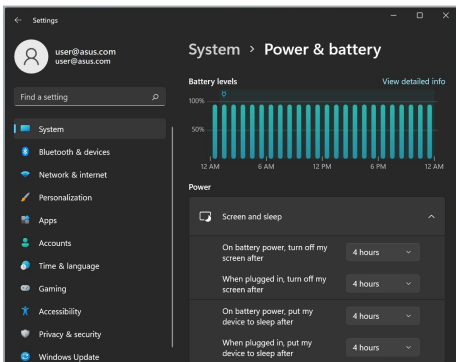 Settings
user@asus.com
user@asus.com
Find a setting
System
Bluetooth & devices
Network & internet
Personalization
Apps
Accounts
Time & language
Gaming
Accessibility
Privacy & security
Windows Update
System > Power & battery
Battery levels
View detailed info
100%
50%
12 AM 6 AM 12 PM 6 PM 12 AM
Power
Screen and sleep
On battery power, turn off my
screen after
4 hours
When plugged in, turn off my
screen after
4 hours
On battery power, put my
device to sleep after
4 hours
When plugged in, put my
device to sleep after
4 hours